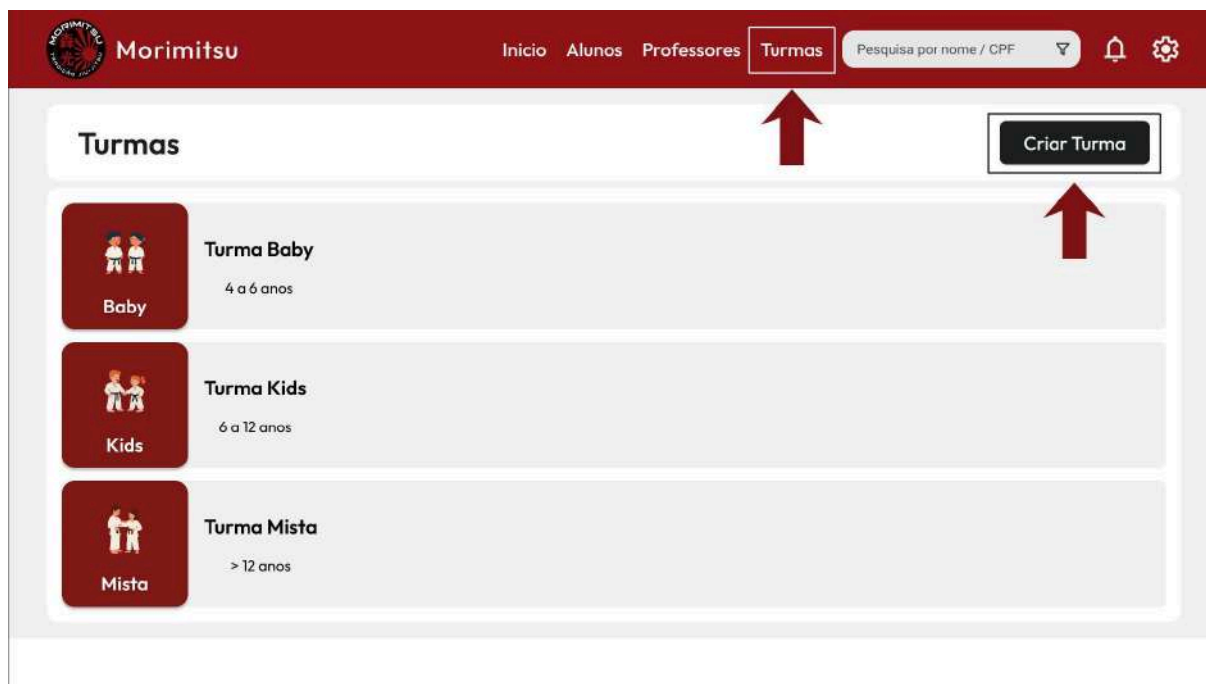 Morimitsu
Inicio Alunos Professores Turmas Pesquisa por nome / CPF
Turmas
Criar Turma
Baby
Turma Baby
4 a 6 anos
Kids
Turma Kids
6 a 12 anos
Mista
Turma Mista
> 12 anos